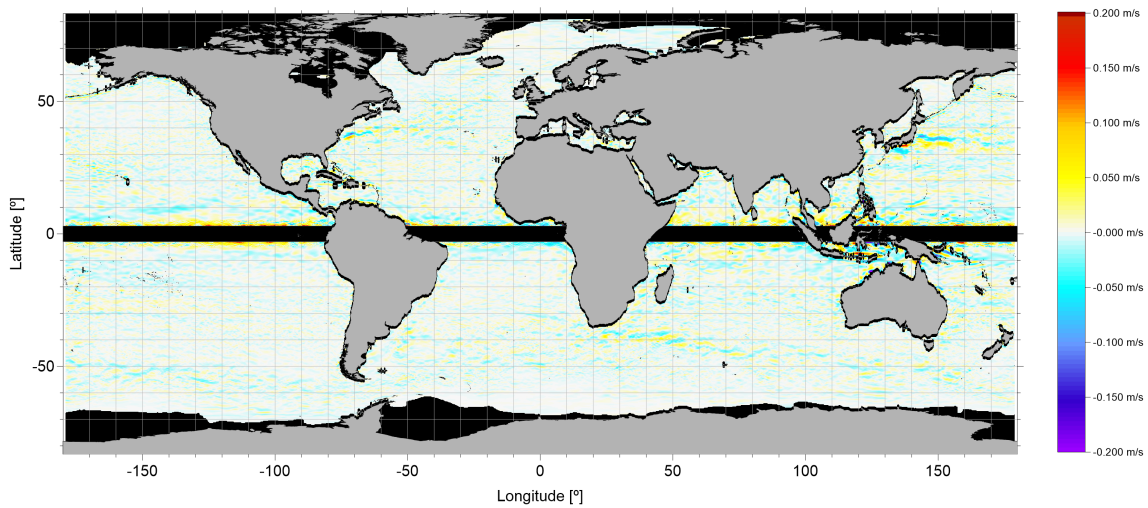 0.200 m/s
0.150 m/s
0.100 m/s
0.050 m/s
-0.000 m/s
-0.050 m/s
-0.100 m/s
-0.150 m/s
-0.200 m/s
Latitude [º]
50
0
-50
-150 -100 -50 0 50 100 150
Longitude [º]